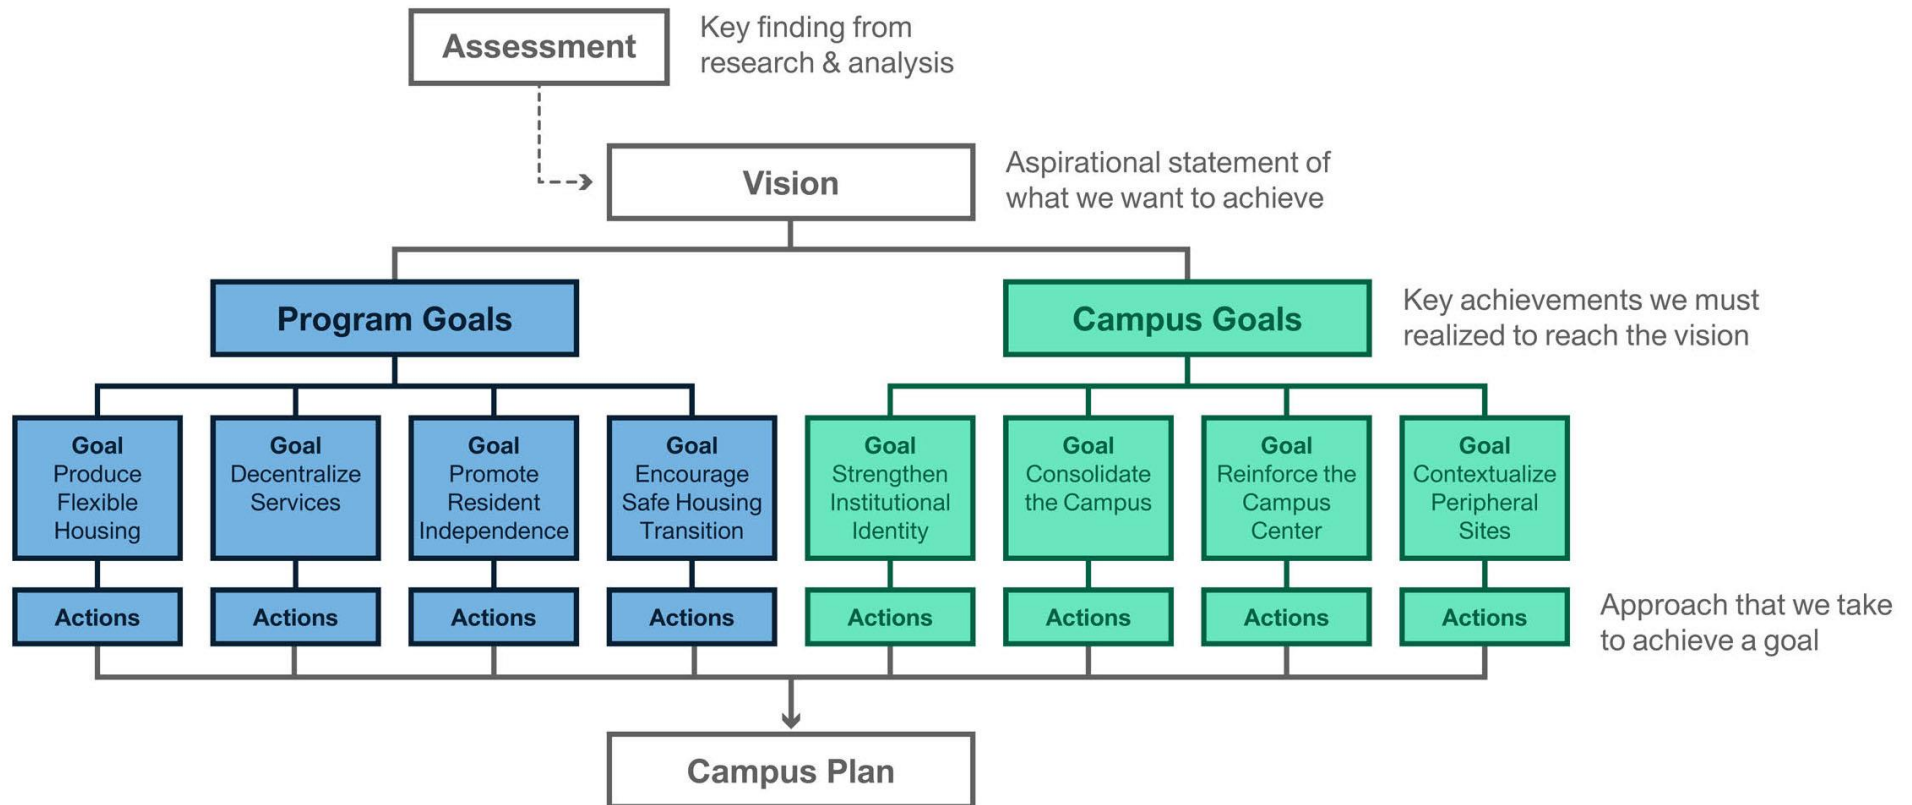 Assessment
Key finding from
research & analysis
Vision
Aspirational statement of
what we want to achieve
Program Goals
Campus Goals
Key achievements we must
realized to reach the vision
Goal
Produce
Flexible
Housing
Goal
Decentralize
Services
Goal
Promote
Resident
Independence
Goal
Encourage
Safe Housing
Transition
Goal
Strengthen
Institutional
Identity
Goal
Consolidate
the Campus
Goal
Reinforce the
Campus
Center
Goal
Contextualize
Peripheral
Sites
Actions
Actions
Actions
Actions
Actions
Actions
Actions
Actions
Approach that we take
to achieve a goal
Campus Plan